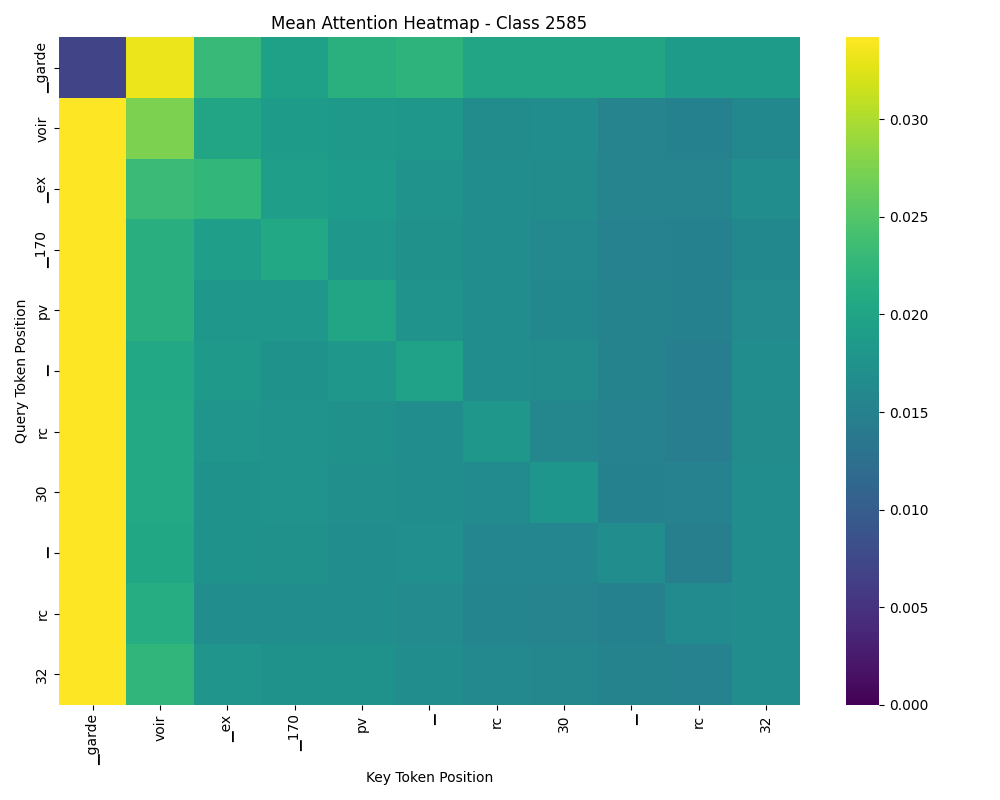 Mean Attention Heatmap - Class 2585
Query Token Position
▁garde
voir
▁ex
▁170
pv
▁
rc
30
▁
rc
32
▁garde
voir
▁ex
▁170
pv
▁
rc
30
▁
rc
32
Key Token Position
0.030
0.025
0.020
0.015
0.010
0.005
0.000